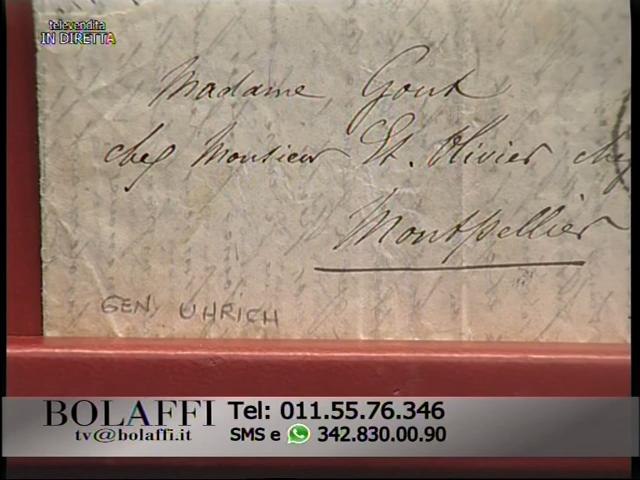 televendita
IN DIRETTA
Madame Gout
chez Monsieur St. Olivier
Montpellier
GEN. UHRICH
BOLAFFI
tv@bolaffi.it
Tel: 011.55.76.346
SMS e 342.830.00.90